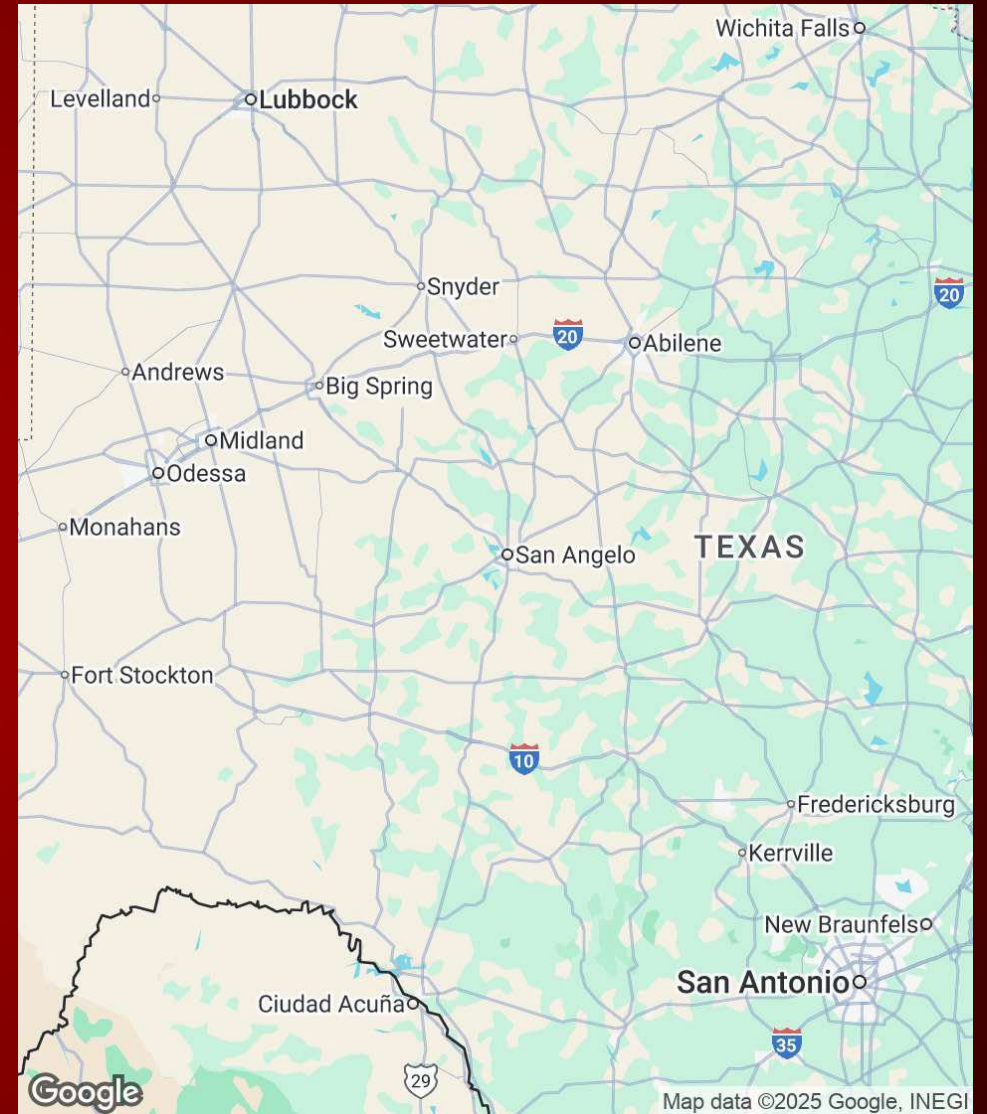 Wichita Falls
Levelland
Lubbock
Snyder
20
Sweetwater
20
Abilene
Andrews
Big Spring
Midland
Odessa
Monahans
San Angelo
TEXAS
Fort Stockton
10
Fredericksburg
Kerrville
New Braunfels
San Antonio
Ciudad Acuña
35
29
Google
Map data ©2025 Google, INEGI